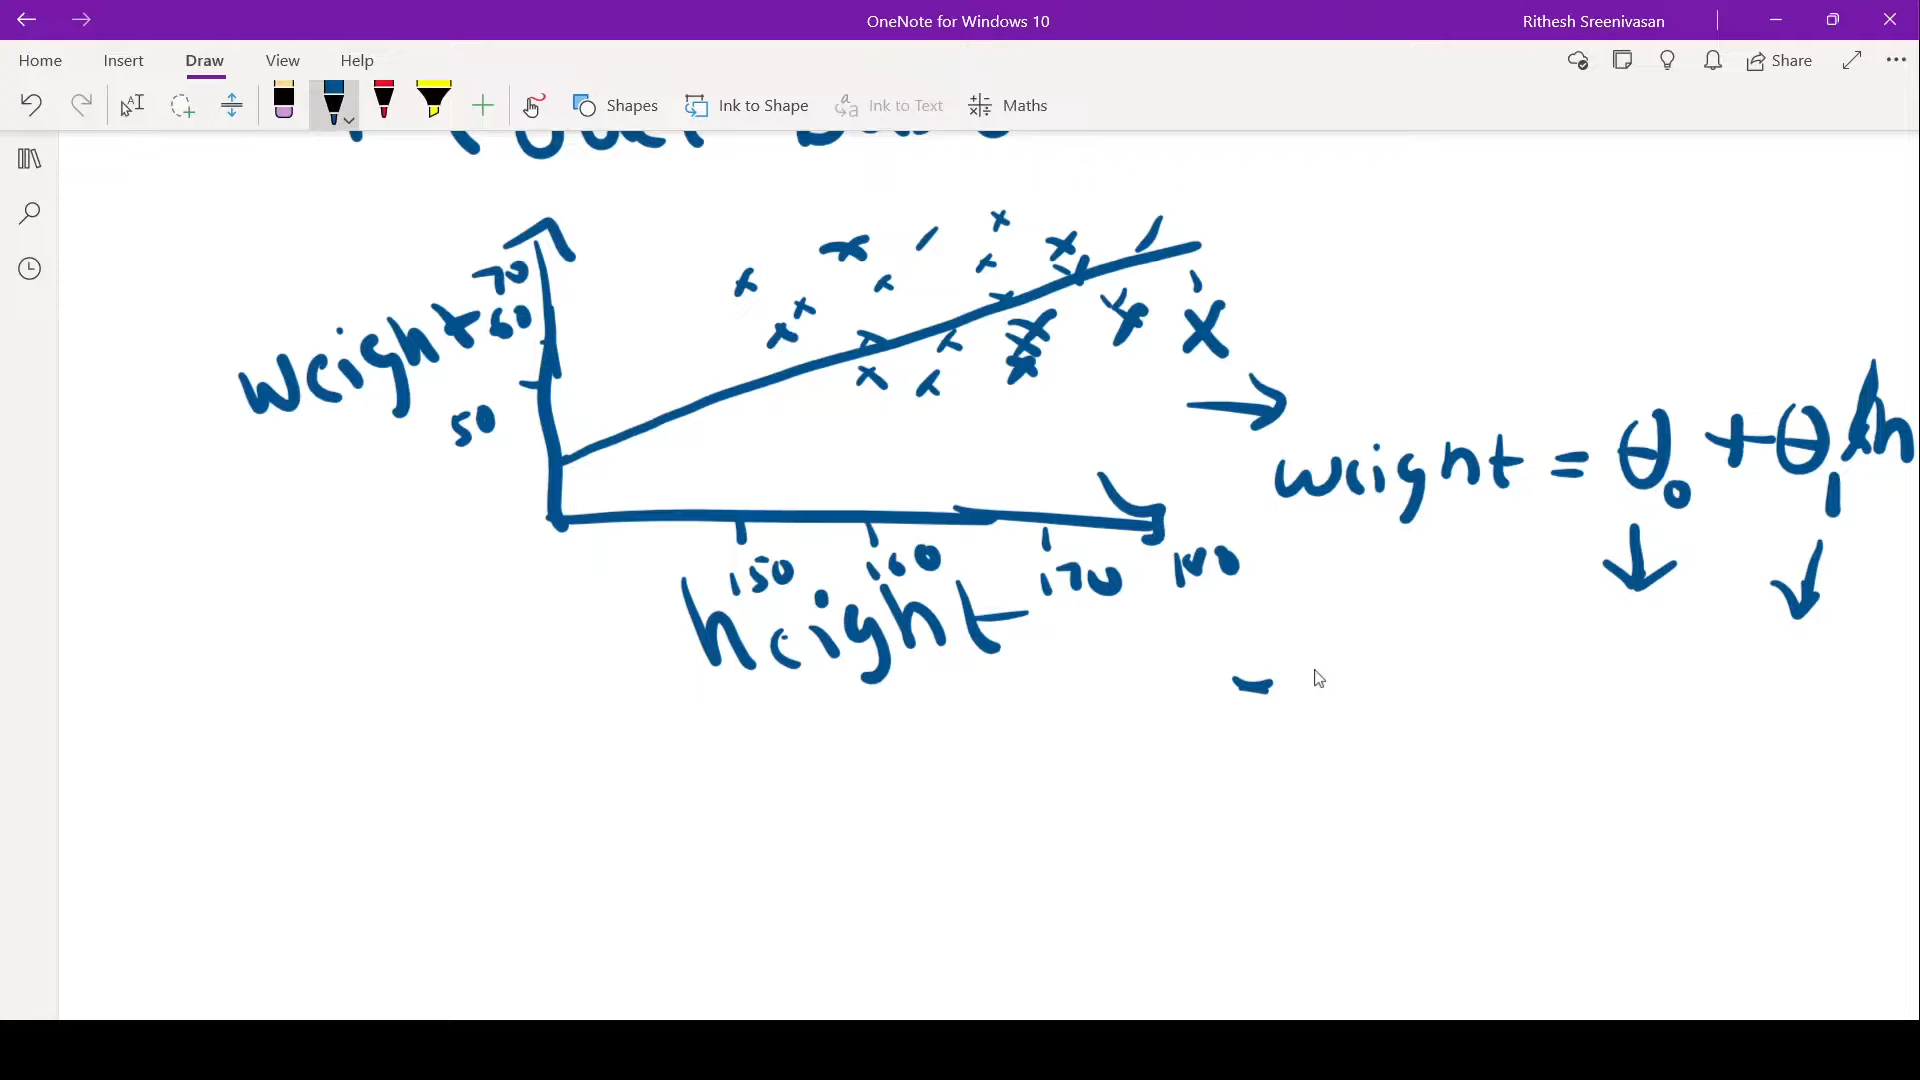 OneNote for Windows 10
Rithesh Sreenivasan
Home Insert Draw View Help
Share
Shapes Ink to Shape Ink to Text Maths
70
60
weight
50
weight = θ0 + θ1 h
150 160 170 180
height